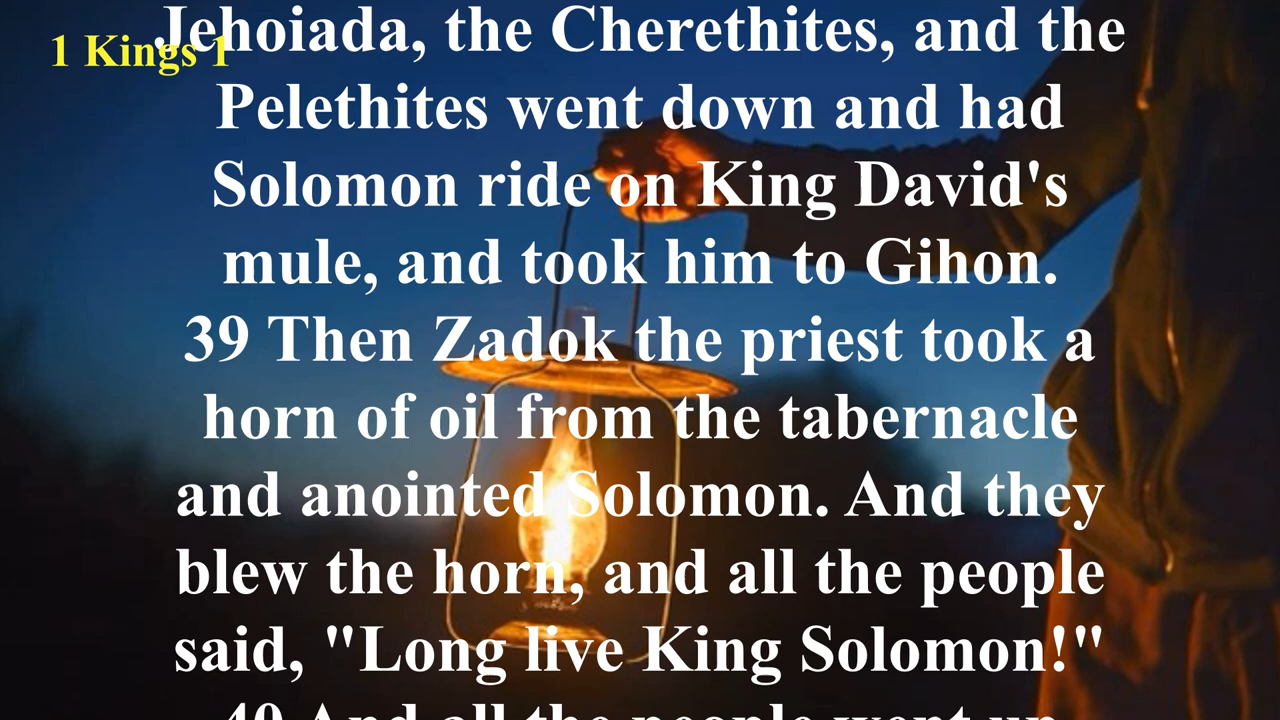 1 Kings 1
Jehoiada, the Cherethites, and the
Pelethites went down and had
Solomon ride on King David's
mule, and took him to Gihon.
39 Then Zadok the priest took a
horn of oil from the tabernacle
and anointed Solomon. And they
blew the horn, and all the people
said, "Long live King Solomon!"
40 And all the people went up